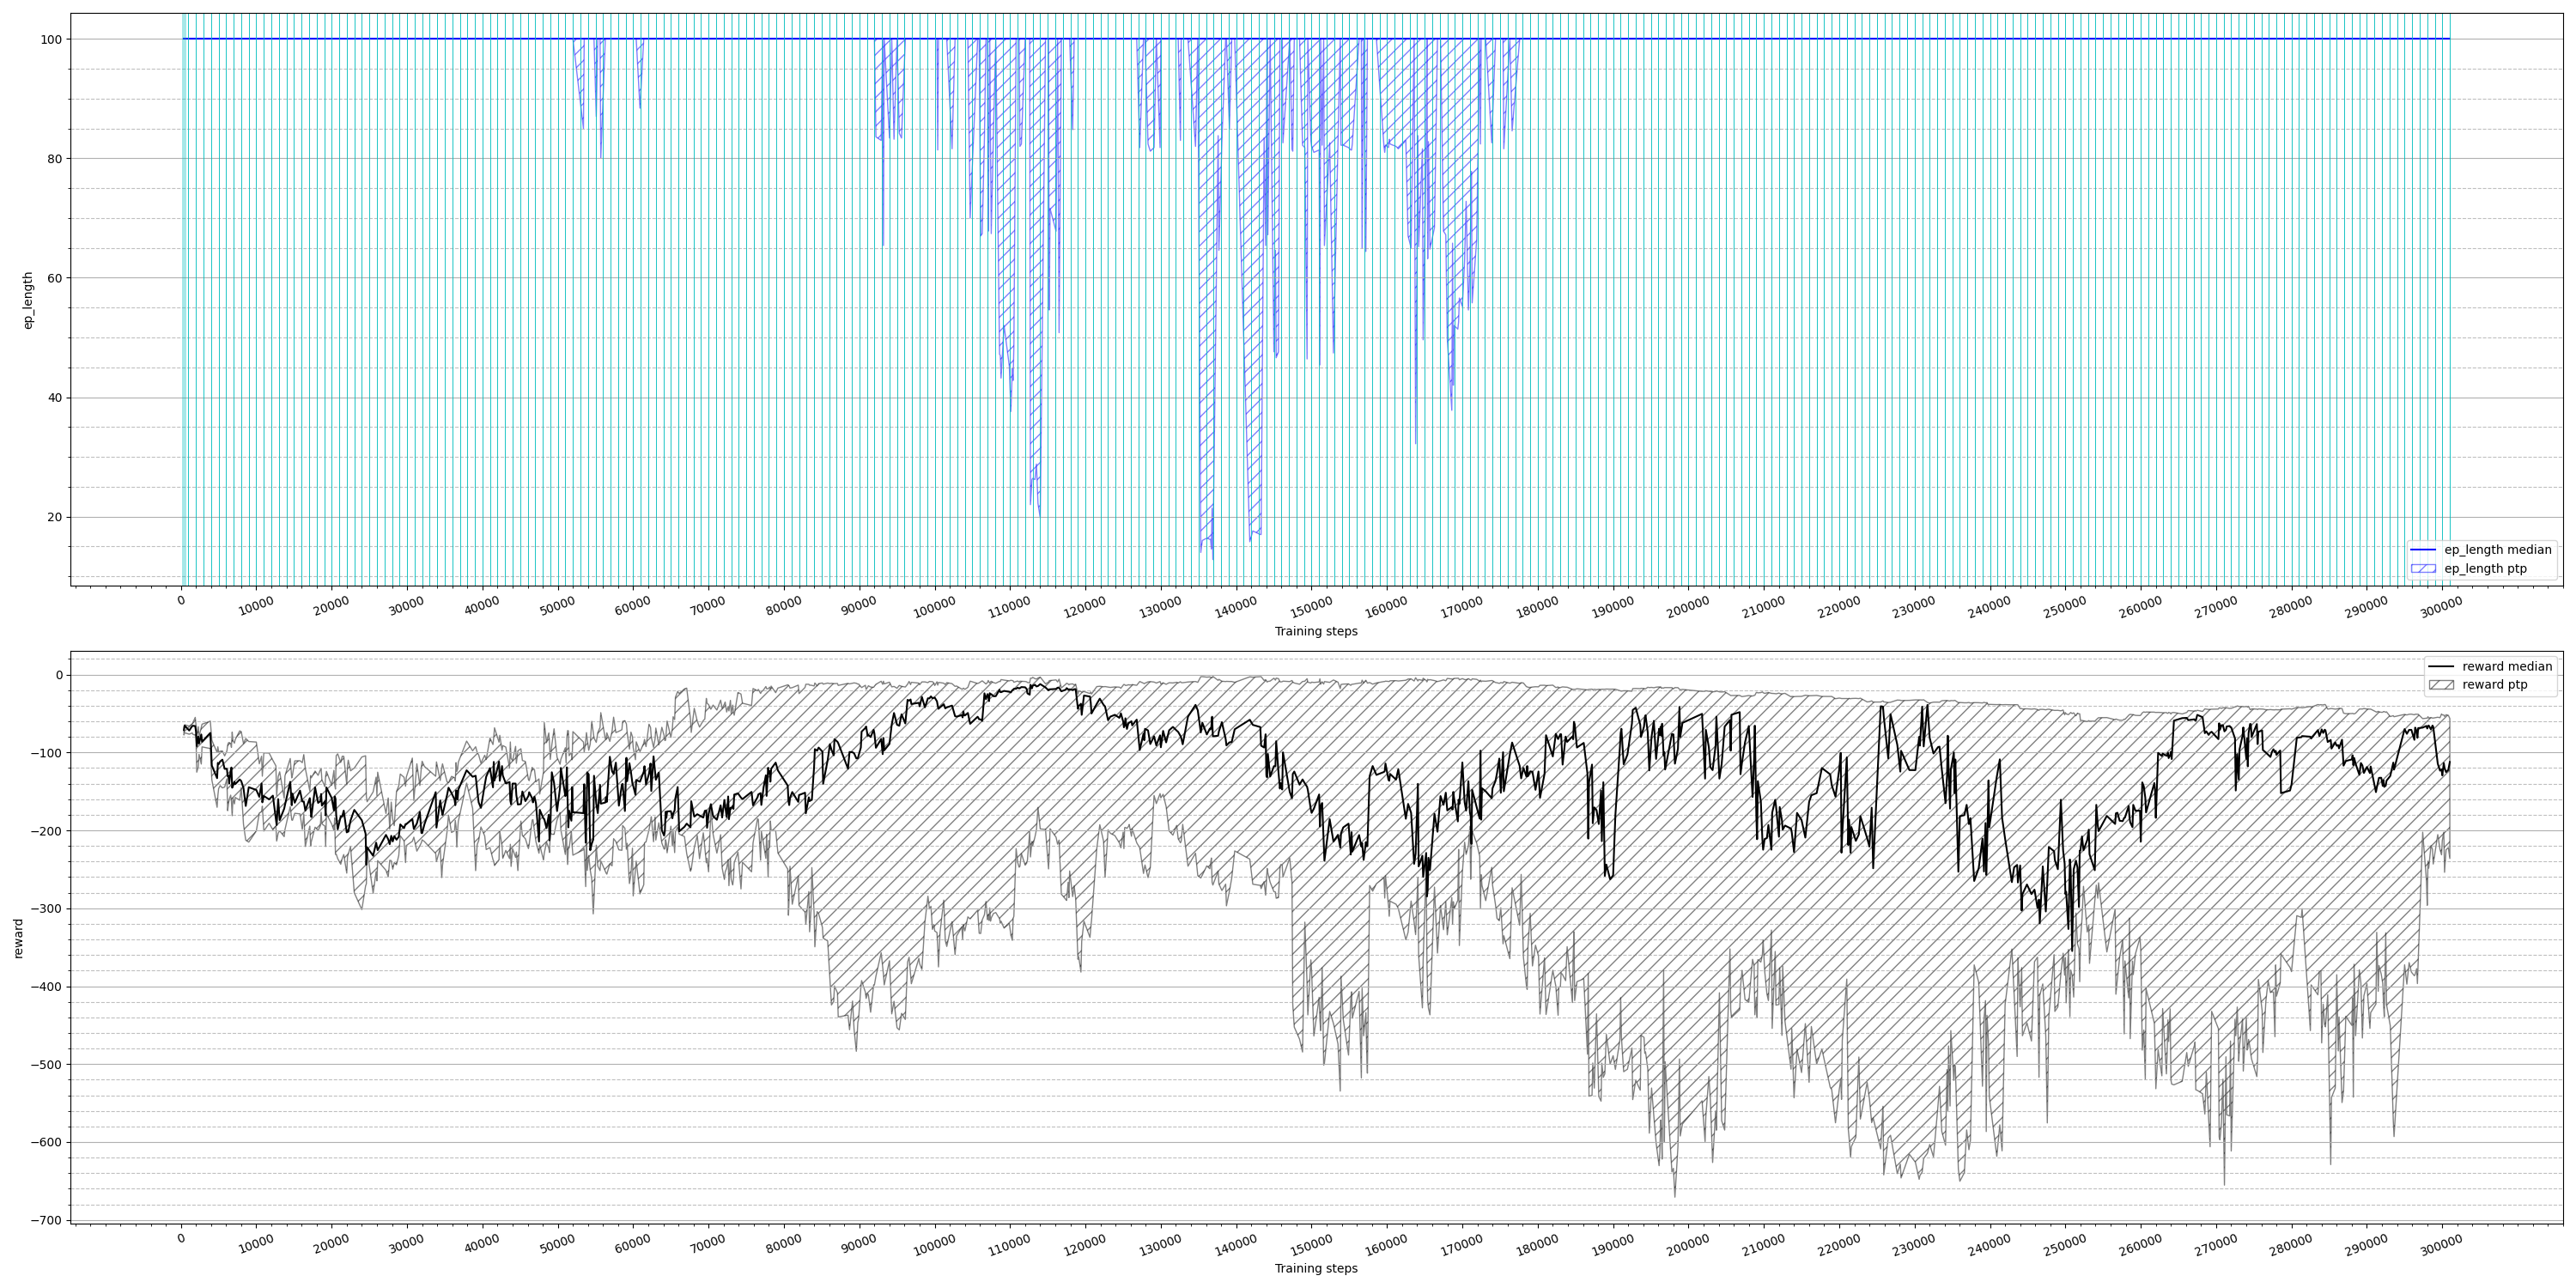 100
80
60
40
20
ep_length
ep_length median
ep_length ptp
0 10000 20000 30000 40000 50000 60000 70000 80000 90000 100000 110000 120000 130000 140000 150000 160000 170000 180000 190000 200000 210000 220000 230000 240000 250000 260000 270000 280000 290000 300000
Training steps
0
−100
−200
−300
−400
−500
−600
−700
reward
reward median
reward ptp
0 10000 20000 30000 40000 50000 60000 70000 80000 90000 100000 110000 120000 130000 140000 150000 160000 170000 180000 190000 200000 210000 220000 230000 240000 250000 260000 270000 280000 290000 300000
Training steps